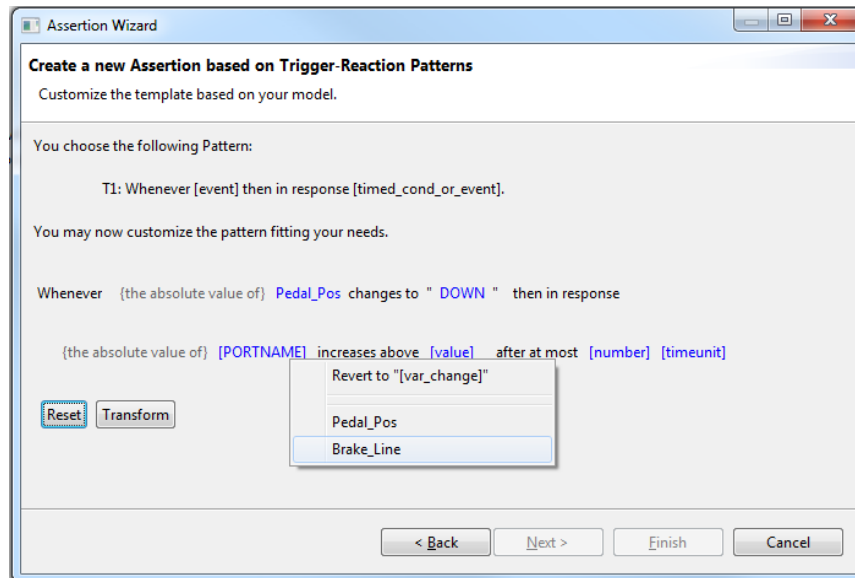 Assertion Wizard
Create a new Assertion based on Trigger-Reaction Patterns
Customize the template based on your model.
You choose the following Pattern:
T1: Whenever [event] then in response [timed_cond_or_event].
You may now customize the pattern fitting your needs.
Whenever {the absolute value of} Pedal_Pos changes to " DOWN " then in response
{the absolute value of} [PORTNAME] increases above [value] after at most [number] [timeunit]
Revert to "[var_change]"
Reset Transform
Pedal_Pos
Brake_Line
< Back Next > Finish Cancel